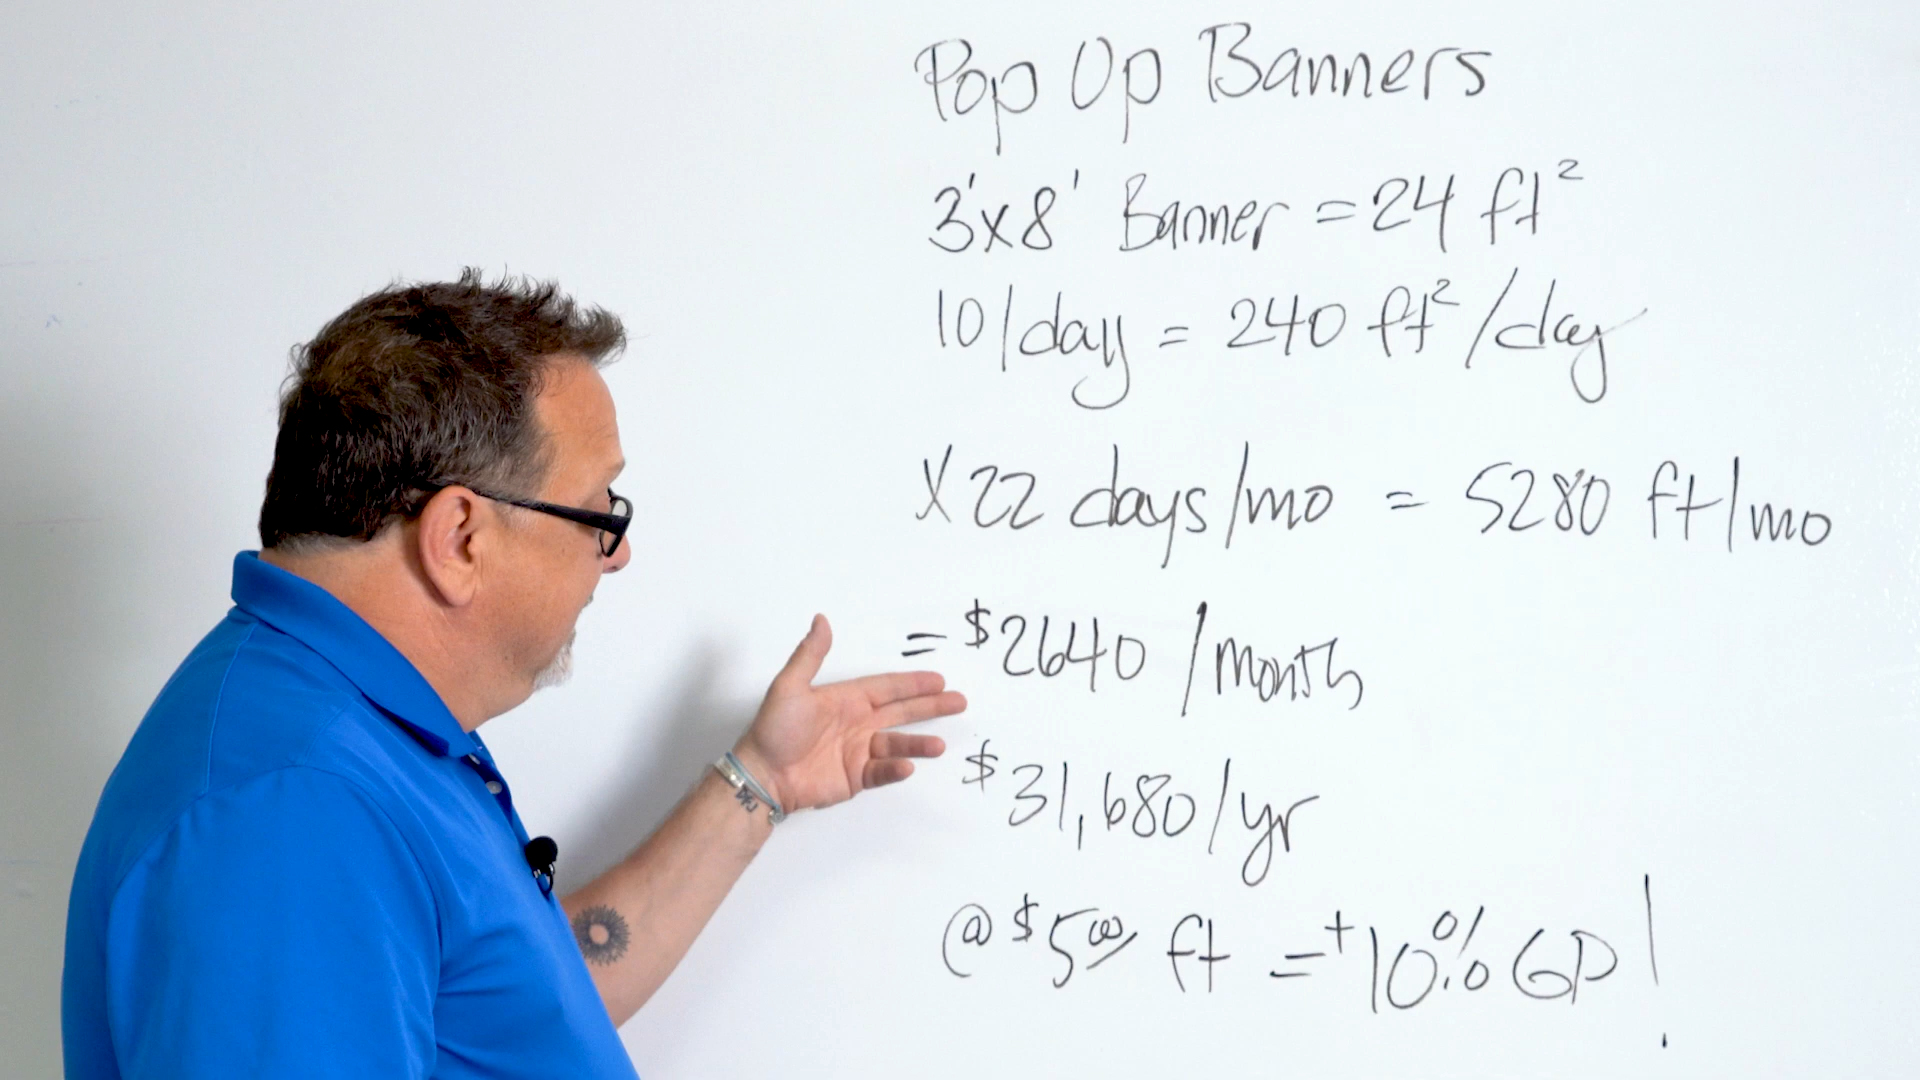 Pop Up Banners
3'x8' Banner = 24 ft²
10/day = 240 ft²/day
x 22 days/mo = 5280 ft/mo
= $2640 /month
$31,680/yr
@ $5⁰⁰ ft = +10% GP!